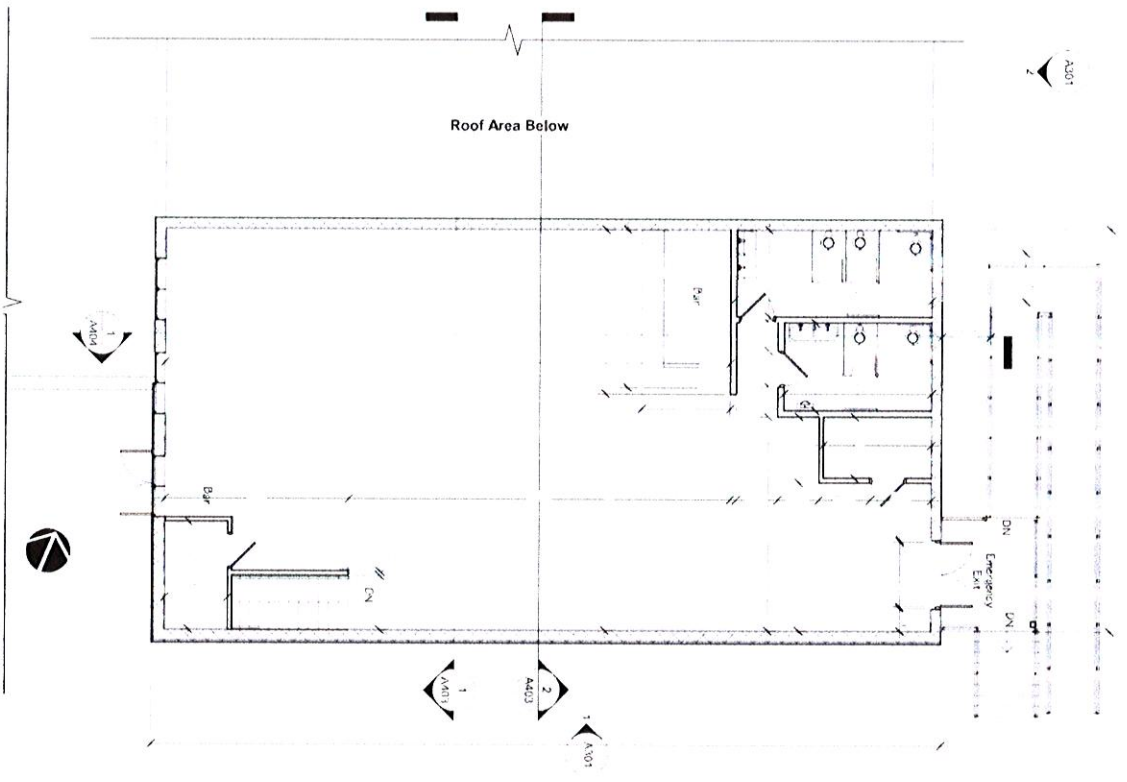 Roof Area Below
A301
2
Bar
1
A404
Bar
DN
DN
Emergency
Exit
DN
1
A403
2
A403
1
A301